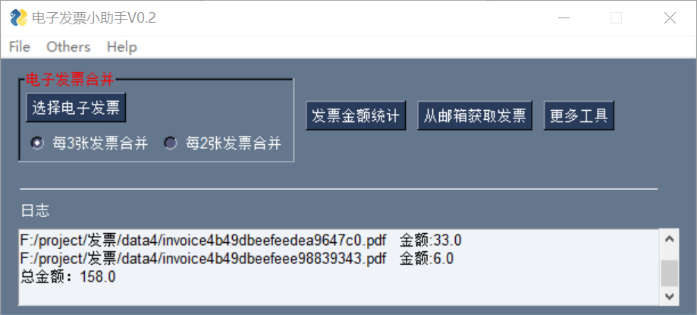 电子发票小助手V0.2
File Others Help
电子发票合并
选择电子发票
每3张发票合并 每2张发票合并
发票金额统计 从邮箱获取发票 更多工具
日志
F:/project/发票/data4/invoice4b49dbeefeedea9647c0.pdf 金额:33.0
F:/project/发票/data4/invoice4b49dbeefeee98839343.pdf 金额:6.0
总金额：158.0